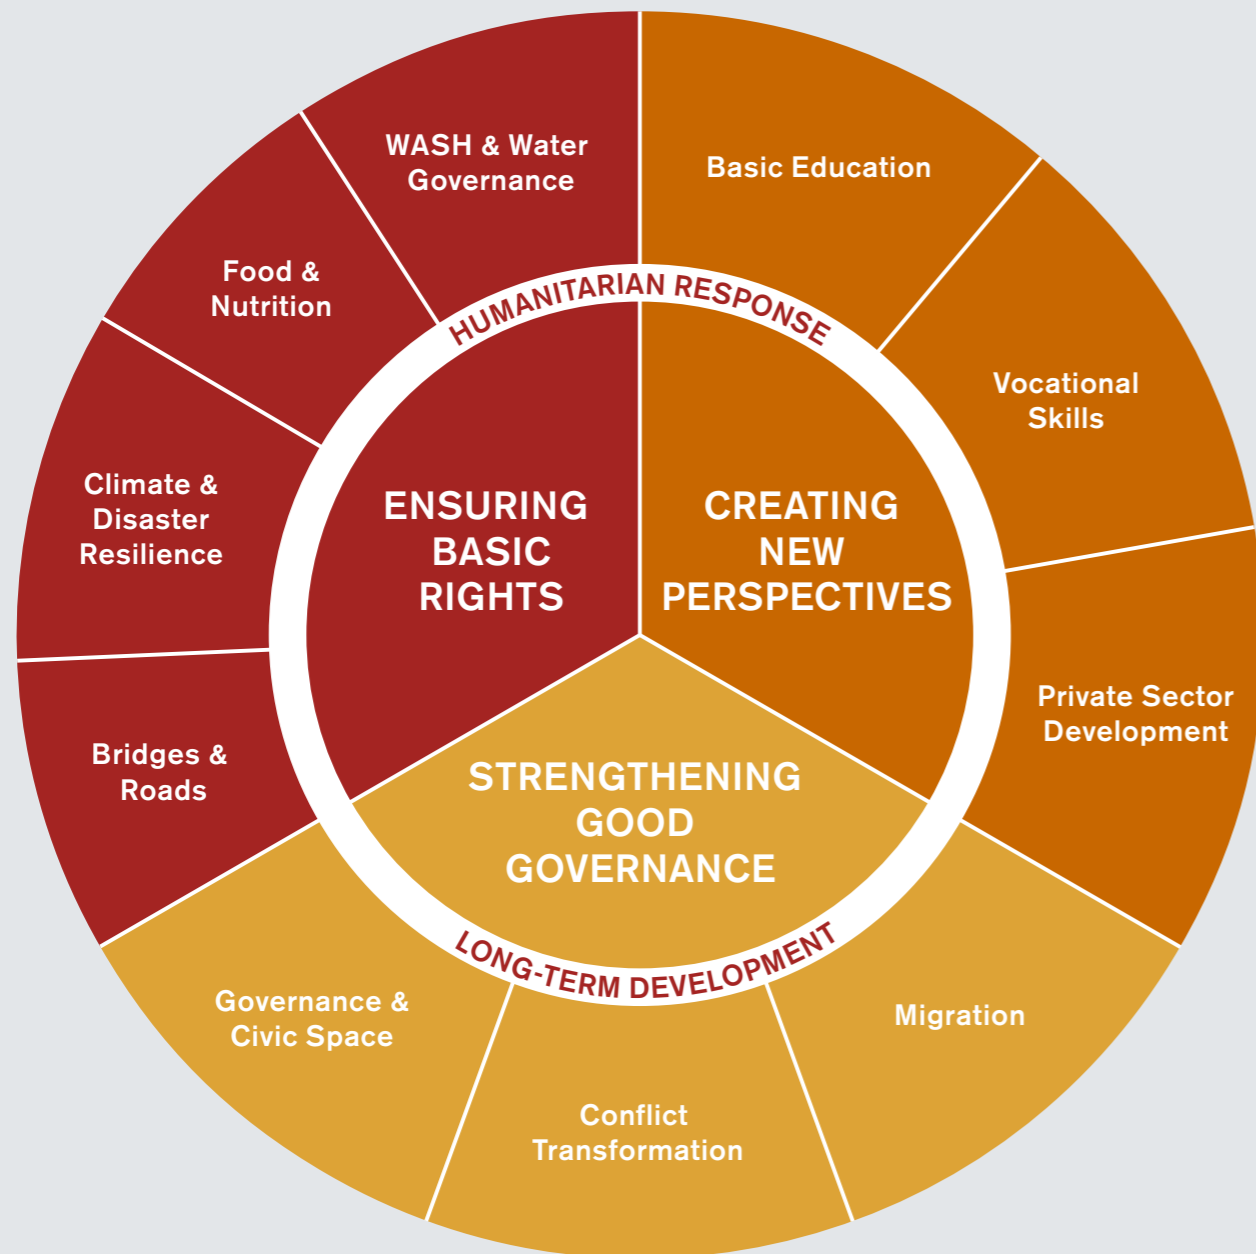 WASH & Water
Governance
Basic Education
Food &
Nutrition
HUMANITARIAN RESPONSE
Vocational
Skills
Climate &
Disaster
Resilience
ENSURING
BASIC
RIGHTS
CREATING
NEW
PERSPECTIVES
Private Sector
Development
Bridges &
Roads
STRENGTHENING
GOOD
GOVERNANCE
LONG-TERM DEVELOPMENT
Governance &
Civic Space
Migration
Conflict
Transformation